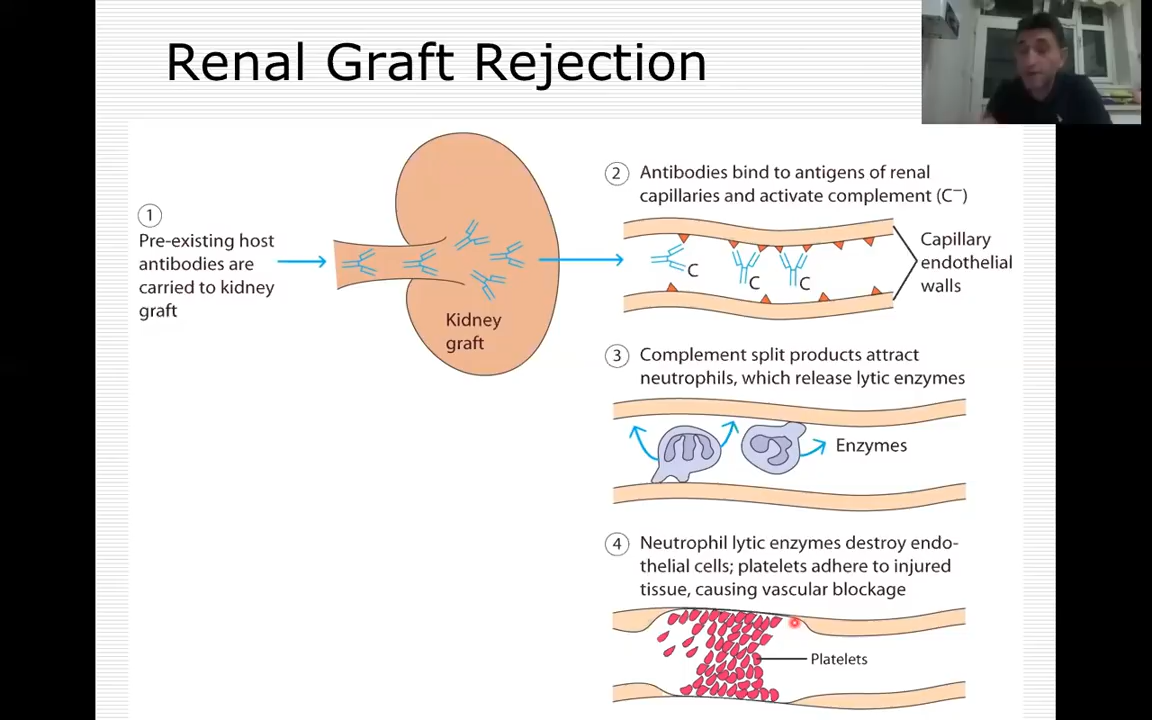 Renal Graft Rejection
1
Pre-existing host
antibodies are
carried to kidney
graft
Kidney
graft
2 Antibodies bind to antigens of renal
capillaries and activate complement (C⁻)
C
C
C
Capillary
endothelial
walls
3 Complement split products attract
neutrophils, which release lytic enzymes
Enzymes
4 Neutrophil lytic enzymes destroy endo-
thelial cells; platelets adhere to injured
tissue, causing vascular blockage
Platelets